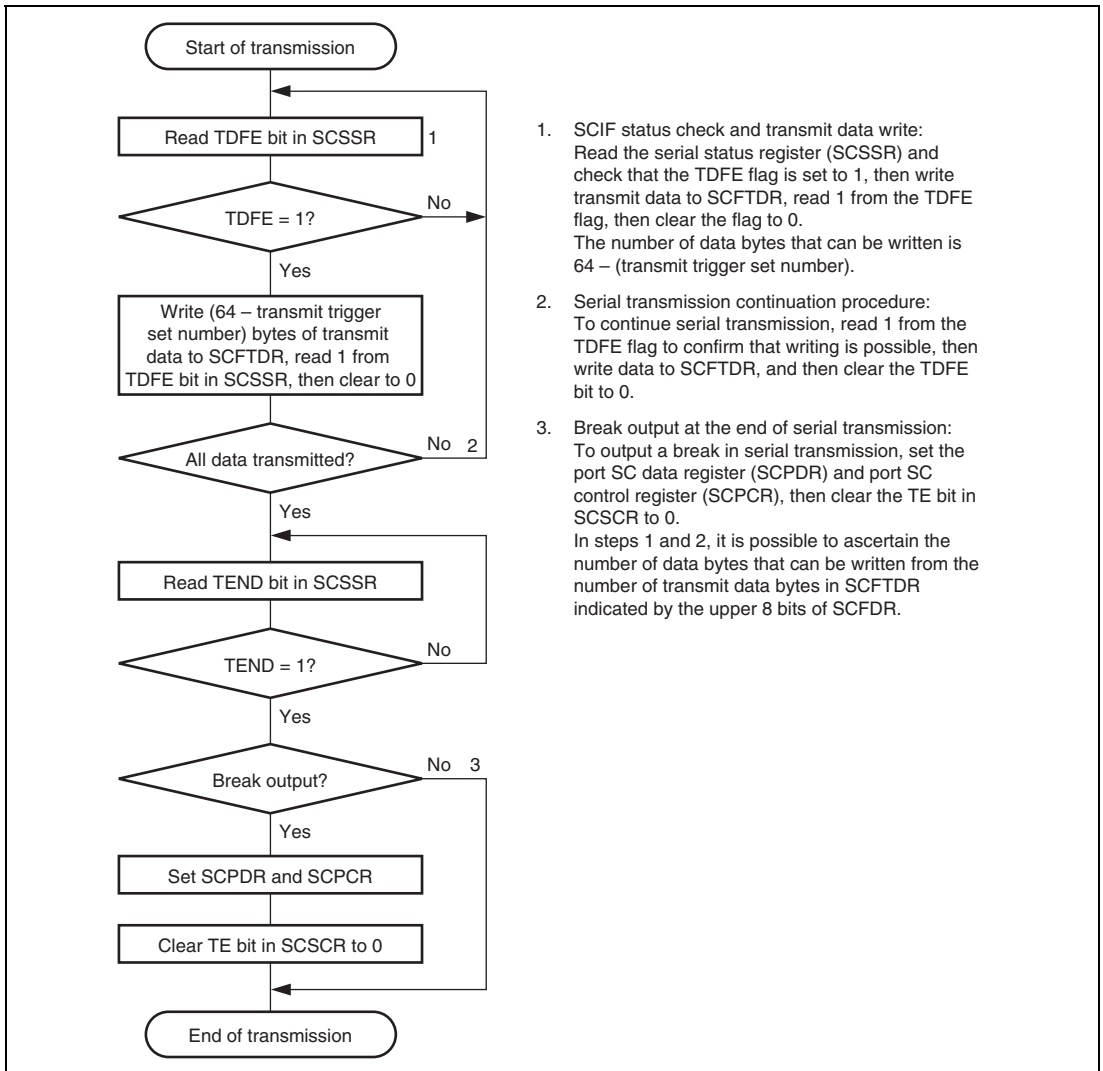 Start of transmission
Read TDFE bit in SCSSR
1
TDFE = 1?
No
Yes
Write (64 – transmit trigger
set number) bytes of transmit
data to SCFTDR, read 1 from
TDFE bit in SCSSR, then clear to 0
All data transmitted?
No 2
Yes
Read TEND bit in SCSSR
TEND = 1?
No
Yes
Break output?
No 3
Yes
Set SCPDR and SCPCR
Clear TE bit in SCSCR to 0
End of transmission
1. SCIF status check and transmit data write:
Read the serial status register (SCSSR) and
check that the TDFE flag is set to 1, then write
transmit data to SCFTDR, read 1 from the TDFE
flag, then clear the flag to 0.
The number of data bytes that can be written is
64 – (transmit trigger set number).
2. Serial transmission continuation procedure:
To continue serial transmission, read 1 from the
TDFE flag to confirm that writing is possible, then
write data to SCFTDR, and then clear the TDFE
bit to 0.
3. Break output at the end of serial transmission:
To output a break in serial transmission, set the
port SC data register (SCPDR) and port SC
control register (SCPCR), then clear the TE bit in
SCSCR to 0.
In steps 1 and 2, it is possible to ascertain the
number of data bytes that can be written from the
number of transmit data bytes in SCFTDR
indicated by the upper 8 bits of SCFDR.